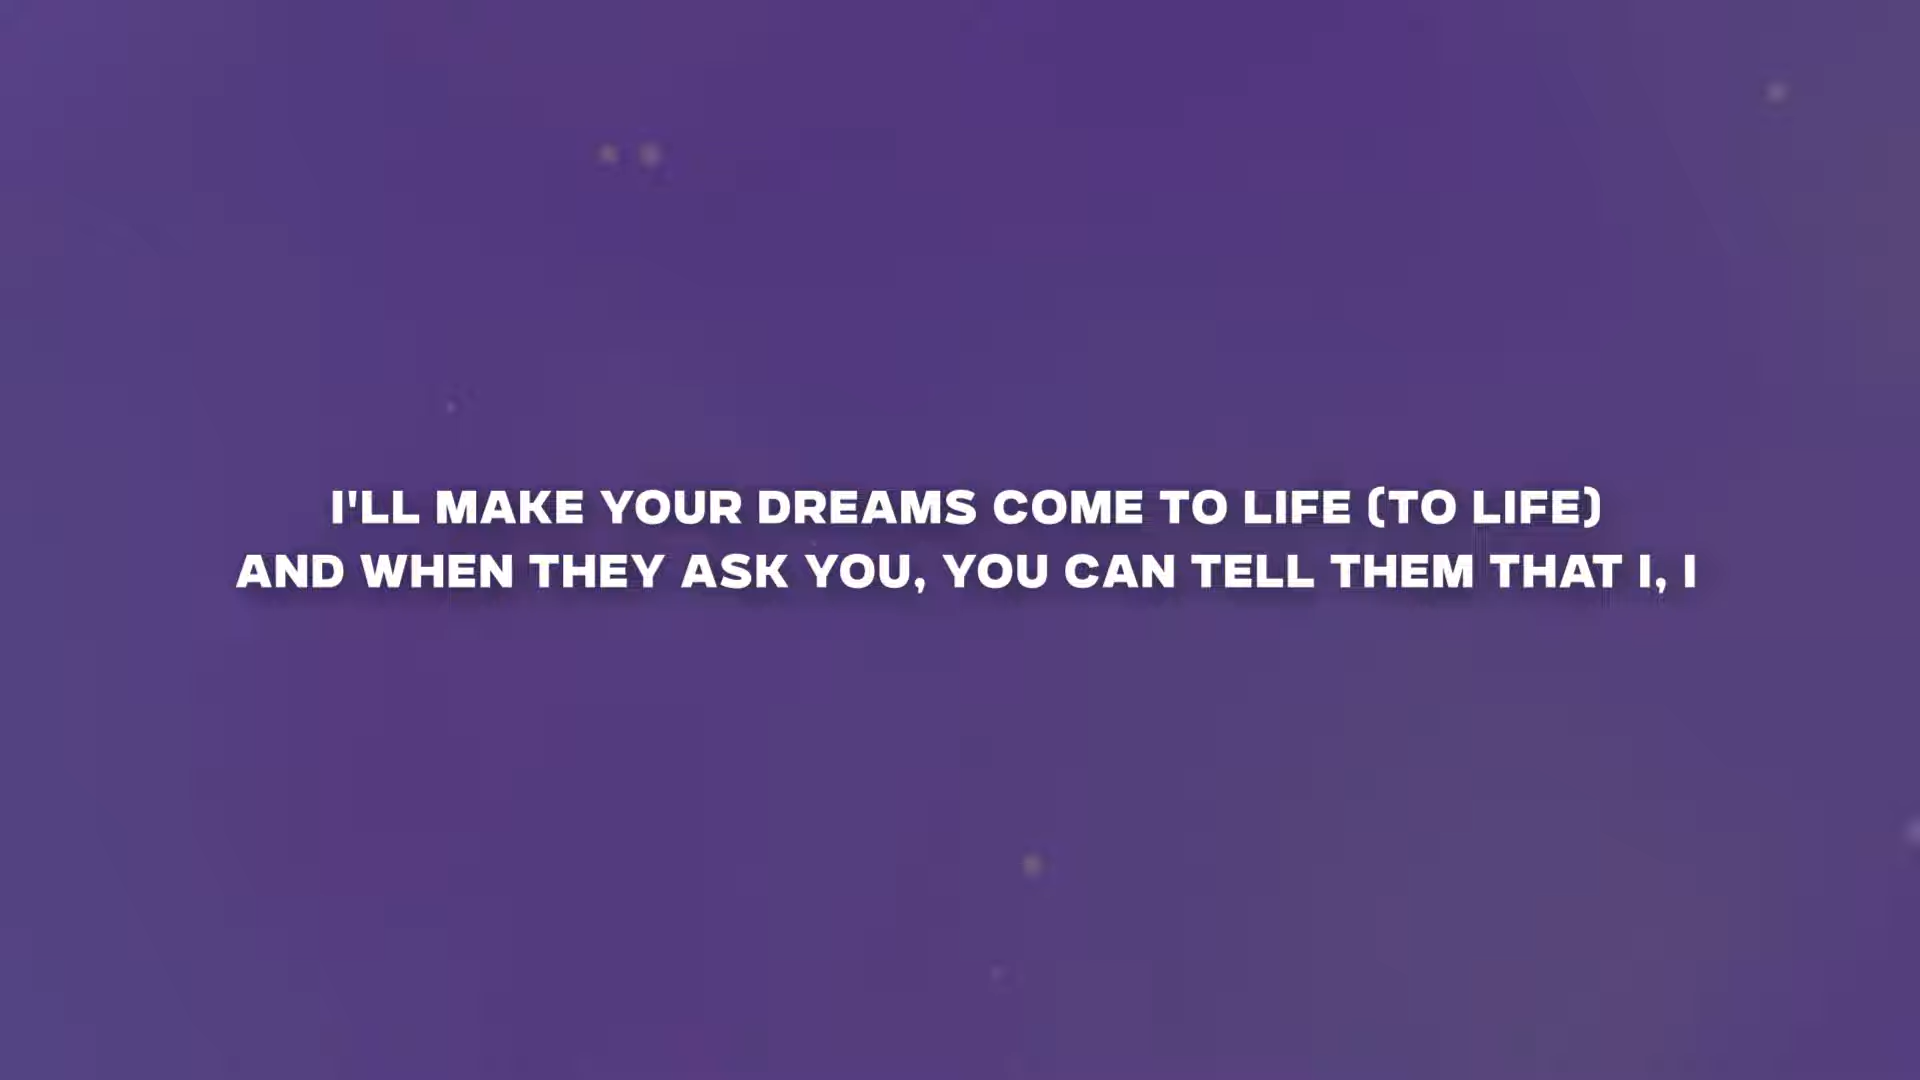 I'LL MAKE YOUR DREAMS COME TO LIFE (TO LIFE)
AND WHEN THEY ASK YOU, YOU CAN TELL THEM THAT I, I